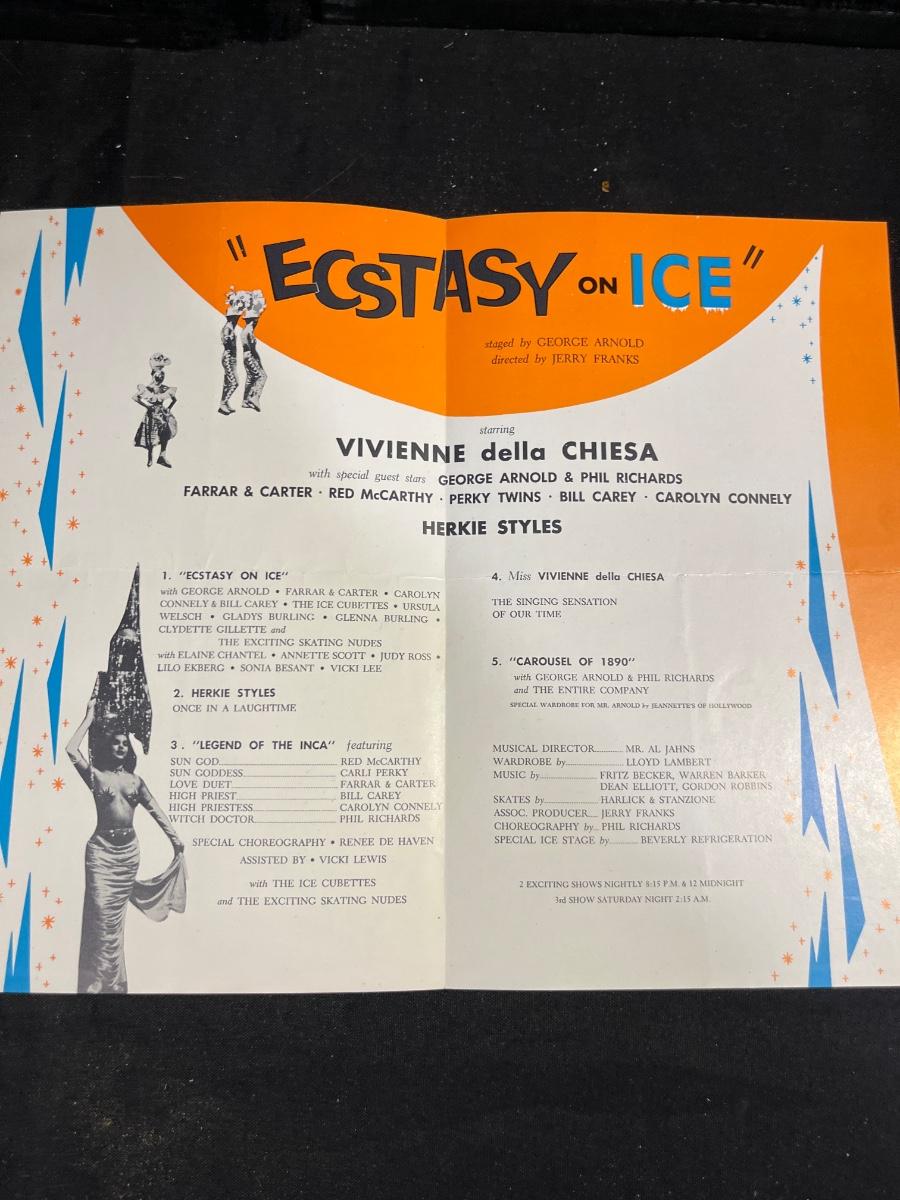 "ECSTASY ON ICE"
staged by GEORGE ARNOLD
directed by JERRY FRANKS
starring
VIVIENNE della CHIESA
with special guest stars GEORGE ARNOLD & PHIL RICHARDS
FARRAR & CARTER · RED McCARTHY · PERKY TWINS · BILL CAREY · CAROLYN CONNELY
HERKIE STYLES
1. "ECSTASY ON ICE"
with GEORGE ARNOLD • FARRAR & CARTER • CAROLYN
CONNELY & BILL CAREY • THE ICE CUBETTES • URSULA
WELSCH • GLADYS BURLING • GLENNA BURLING •
CLYDETTE GILLETTE and
THE EXCITING SKATING NUDES
with ELAINE CHANTEL • ANNETTE SCOTT • JUDY ROSS •
LILO EKBERG • SONIA BESANT • VICKI LEE
2. HERKIE STYLES
ONCE IN A LAUGHTIME
3. "LEGEND OF THE INCA" featuring
SUN GOD RED McCARTHY
SUN GODDESS CARLI PERKY
LOVE DUET FARRAR & CARTER
HIGH PRIEST BILL CAREY
HIGH PRIESTESS CAROLYN CONNELY
WITCH DOCTOR PHIL RICHARDS
SPECIAL CHOREOGRAPHY • RENEE DE HAVEN
ASSISTED BY • VICKI LEWIS
with THE ICE CUBETTES
and THE EXCITING SKATING NUDES
4. Miss VIVIENNE della CHIESA
THE SINGING SENSATION
OF OUR TIME
5. "CAROUSEL OF 1890"
with GEORGE ARNOLD & PHIL RICHARDS
and THE ENTIRE COMPANY
SPECIAL WARDROBE FOR MR. ARNOLD by JEANNETTE'S OF HOLLYWOOD
MUSICAL DIRECTOR MR. AL JAHNS
WARDROBE by LLOYD LAMBERT
MUSIC by FRITZ BECKER, WARREN BARKER
DEAN ELLIOTT, GORDON ROBBINS
SKATES by HARLICK & STANZIONE
ASSOC. PRODUCER JERRY FRANKS
CHOREOGRAPHY by PHIL RICHARDS
SPECIAL ICE STAGE by BEVERLY REFRIGERATION
2 EXCITING SHOWS NIGHTLY 8:15 P.M. & 12 MIDNIGHT
3rd SHOW SATURDAY NIGHT 2:15 A.M.